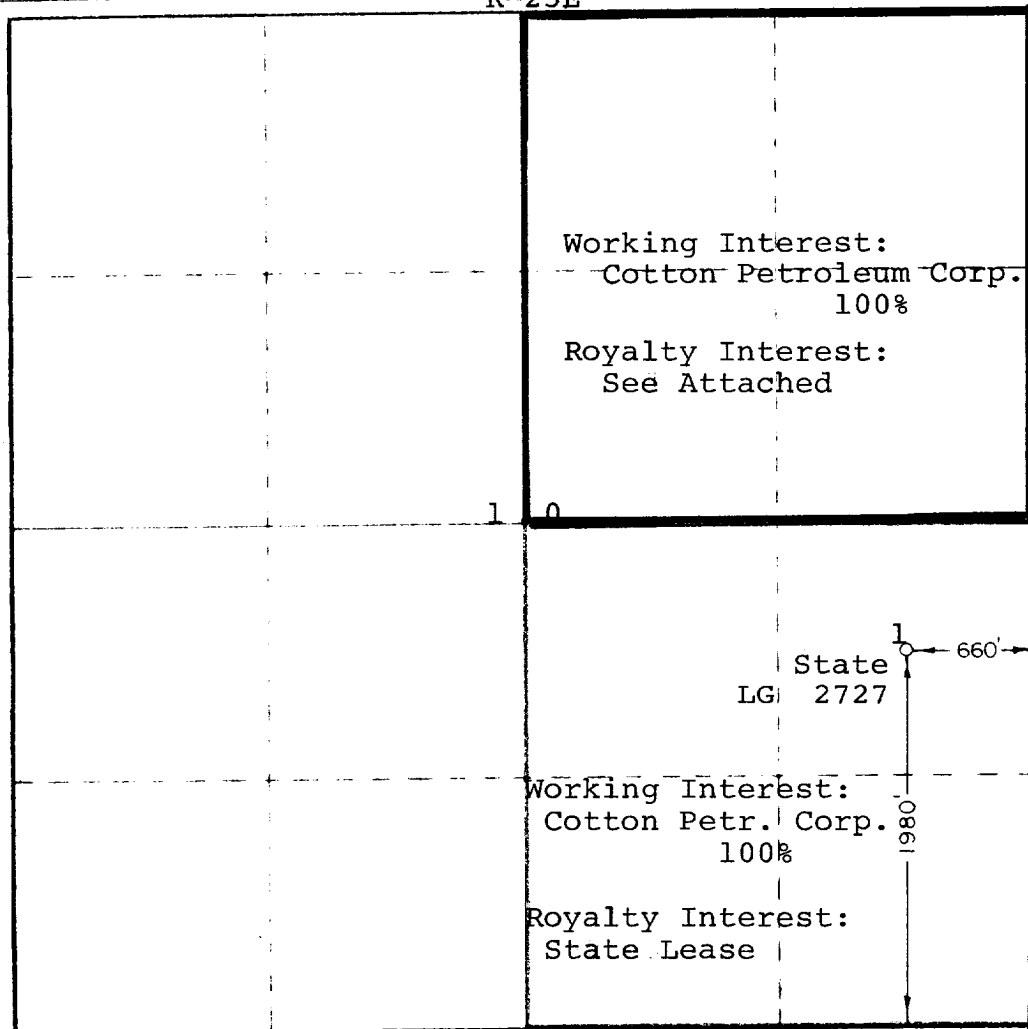 R-25E
Working Interest:
Cotton Petroleum Corp.
100%
Royalty Interest:
See Attached
1 0
1
660'
State
LG 2727
Working Interest:
Cotton Petr. Corp.
100%
1980'
Royalty Interest:
State Lease